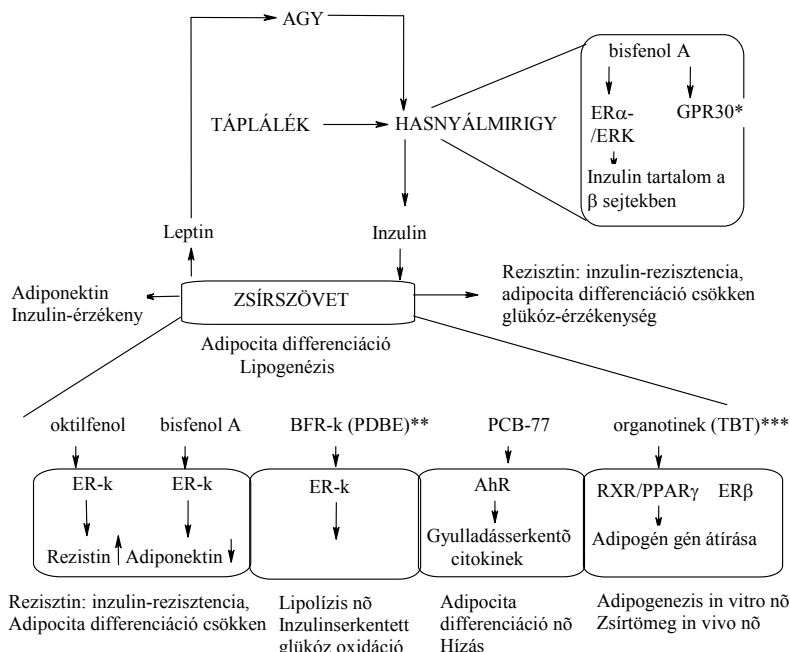 AGY
bisfenol A
ERα-
/ERK
GPR30*
Inzulin tartalom a
β sejtekben
TÁPLÁLÉK
HASNYÁLMIRIGY
Leptin
Inzulin
Adiponektin
Inzulin-érzékeny
ZSÍRSZÖVET
Rezisztin: inzulin-rezisztencia,
adipocita differenciáció csökken
glükóz-érzékenység
Adipocita differenciáció
Lipogenézis
oktilfenol
bisfenol A
BFR-k (PDBE)**
PCB-77
organotinek (TBT)***
ER-k
ER-k
ER-k
AhR
RXR/PPARγ
ERβ
Rezistin
Adiponektin
Gyulladásserkentõ
citokinek
Adipogén gén átírása
Rezisztin: inzulin-rezisztencia,
Adipocita differenciáció csökken
Lipolízis nõ
Inzulinserkentett
glükóz oxidáció
Adipocita
differenciáció nõ
Hízás
Adipogenezis in vitro nõ
Zsírtömeg in vivo nõ